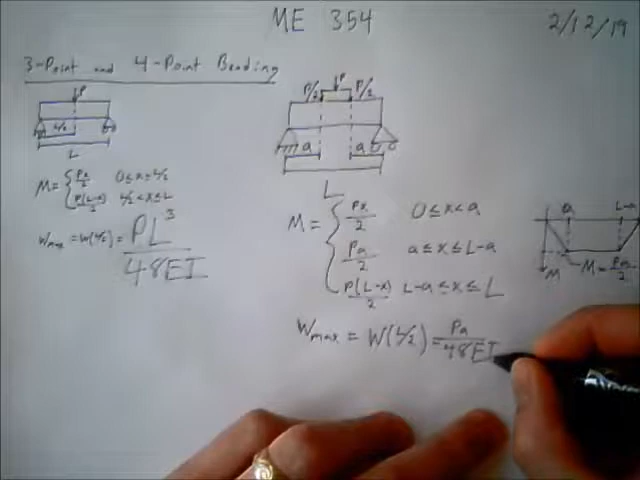 ME 354
2/12/19
3-Point and 4-Point Bending
P
L/2
L
M = { Px/2 0 ≤ x ≤ L/2
P(L-x)/2 L/2 < x ≤ L
Wmax = W(L/2) = PL³/48EI
P/2 P P/2
a a
L
M = { Px/2 0 ≤ x < a
Pa/2 a ≤ x ≤ L-a
P(L-x)/2 L-a ≤ x ≤ L
Wmax = W(L/2) = Pa/48EI
a L-a
M
M = Pa/2